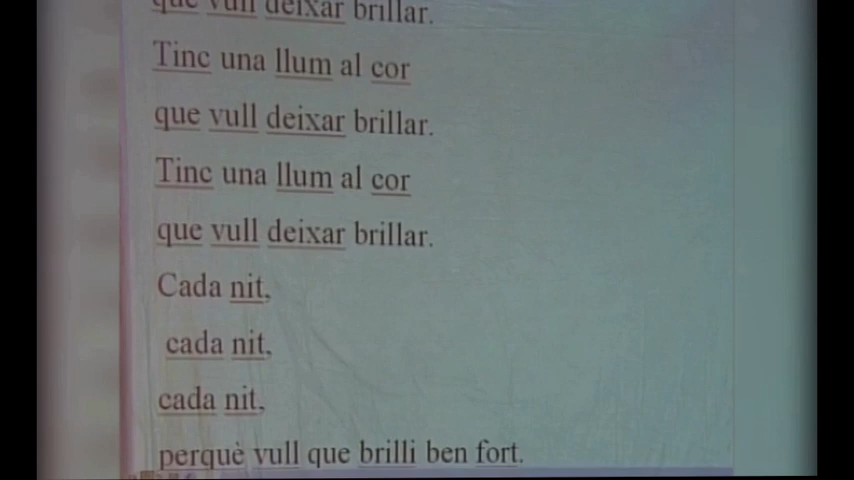 que vull deixar brillar.
Tinc una llum al cor
que vull deixar brillar.
Tinc una llum al cor
que vull deixar brillar.
Cada nit,
cada nit,
cada nit,
perquè vull que brilli ben fort.